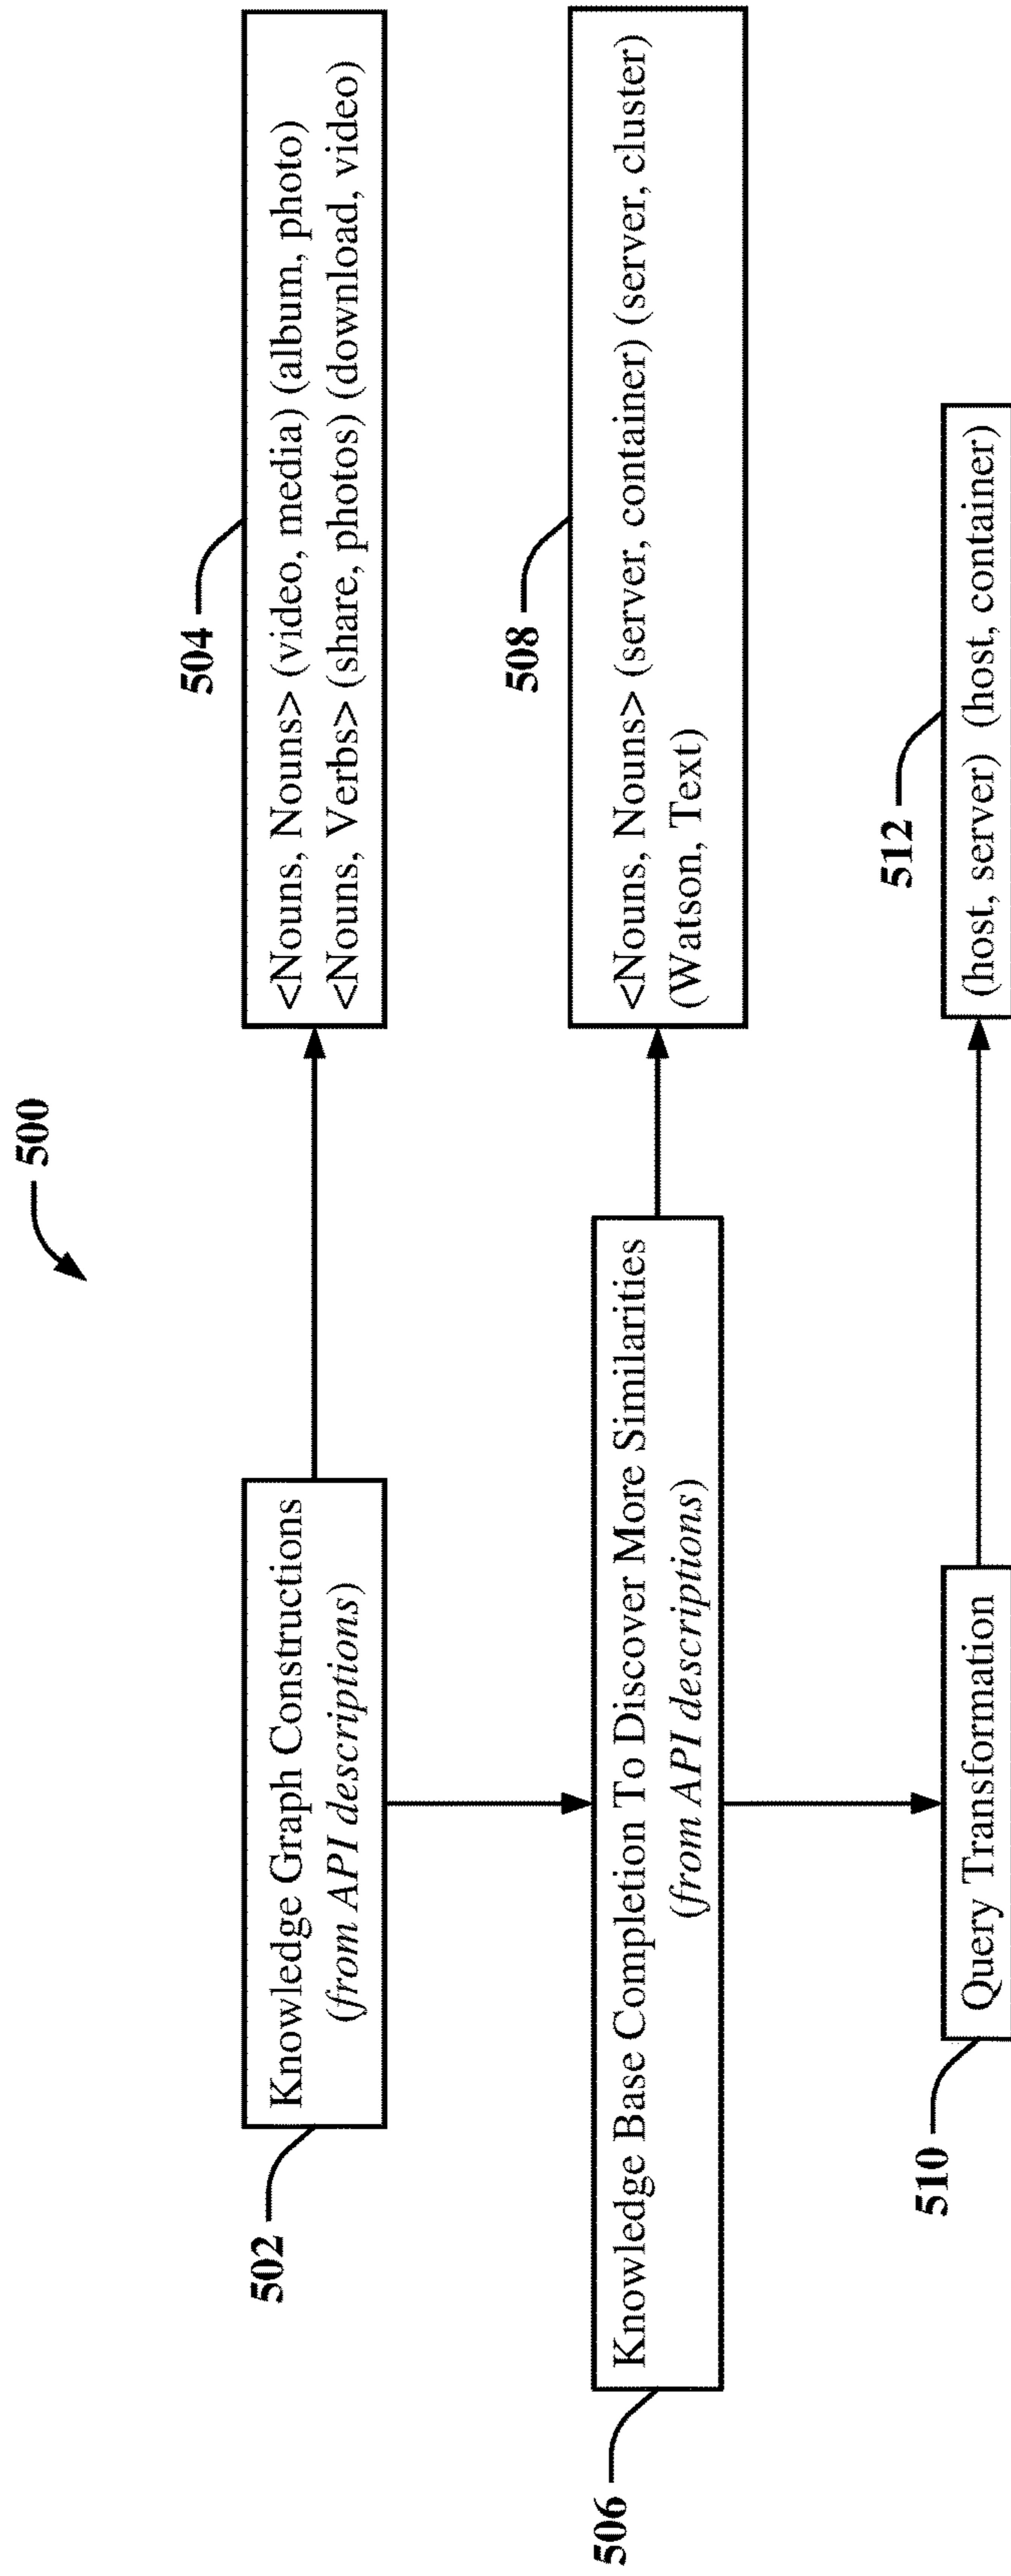 500
502
Knowledge Graph Constructions
(from API descriptions)
504
<Nouns, Nouns> (video, media) (album, photo)
<Nouns, Verbs> (share, photos) (download, video)
506
Knowledge Base Completion To Discover More Similarities
(from API descriptions)
508
<Nouns, Nouns> (server, container) (server, cluster)
(Watson, Text)
510
Query Transformation
512
(host, server) (host, container)